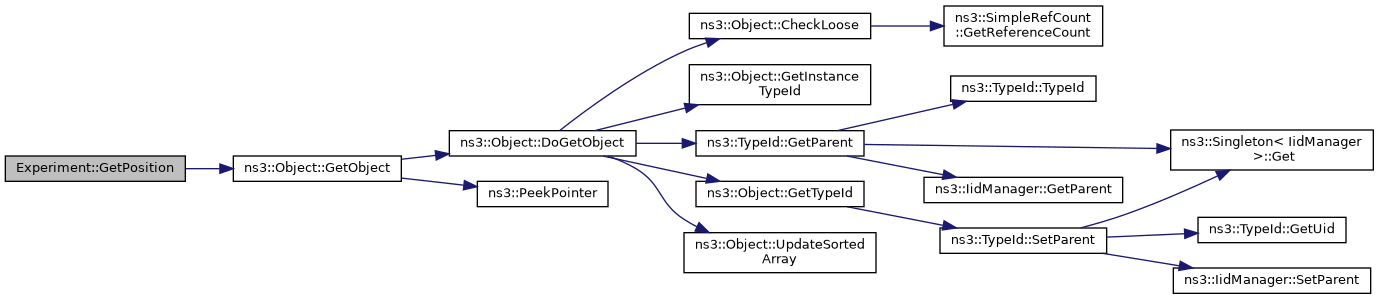 Experiment::GetPosition
ns3::Object::GetObject
ns3::Object::DoGetObject
ns3::PeekPointer
ns3::Object::CheckLoose
ns3::Object::GetInstance
TypeId
ns3::TypeId::GetParent
ns3::Object::GetTypeId
ns3::Object::UpdateSorted
Array
ns3::SimpleRefCount
::GetReferenceCount
ns3::TypeId::TypeId
ns3::IidManager::GetParent
ns3::TypeId::SetParent
ns3::Singleton< IidManager
>::Get
ns3::TypeId::GetUid
ns3::IidManager::SetParent